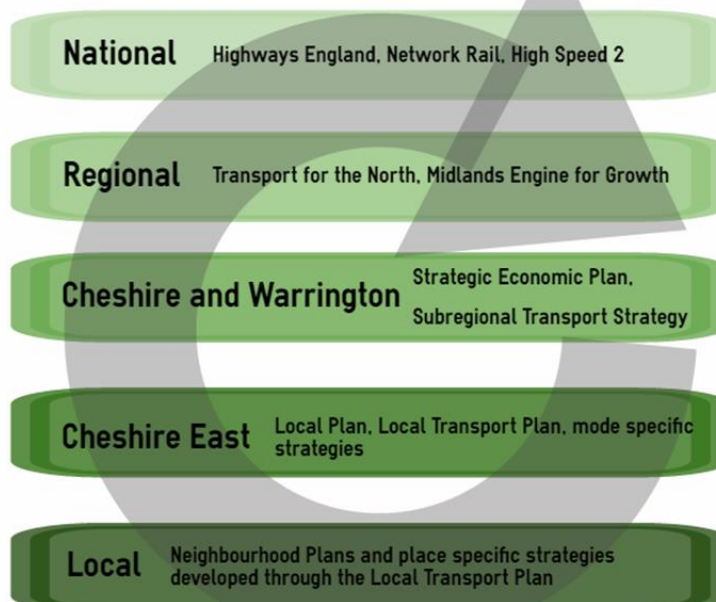 National Highways England, Network Rail, High Speed 2
Regional Transport for the North, Midlands Engine for Growth
Cheshire and Warrington Strategic Economic Plan,
Subregional Transport Strategy
Cheshire East Local Plan, Local Transport Plan, mode specific
strategies
Local Neighbourhood Plans and place specific strategies
developed through the Local Transport Plan